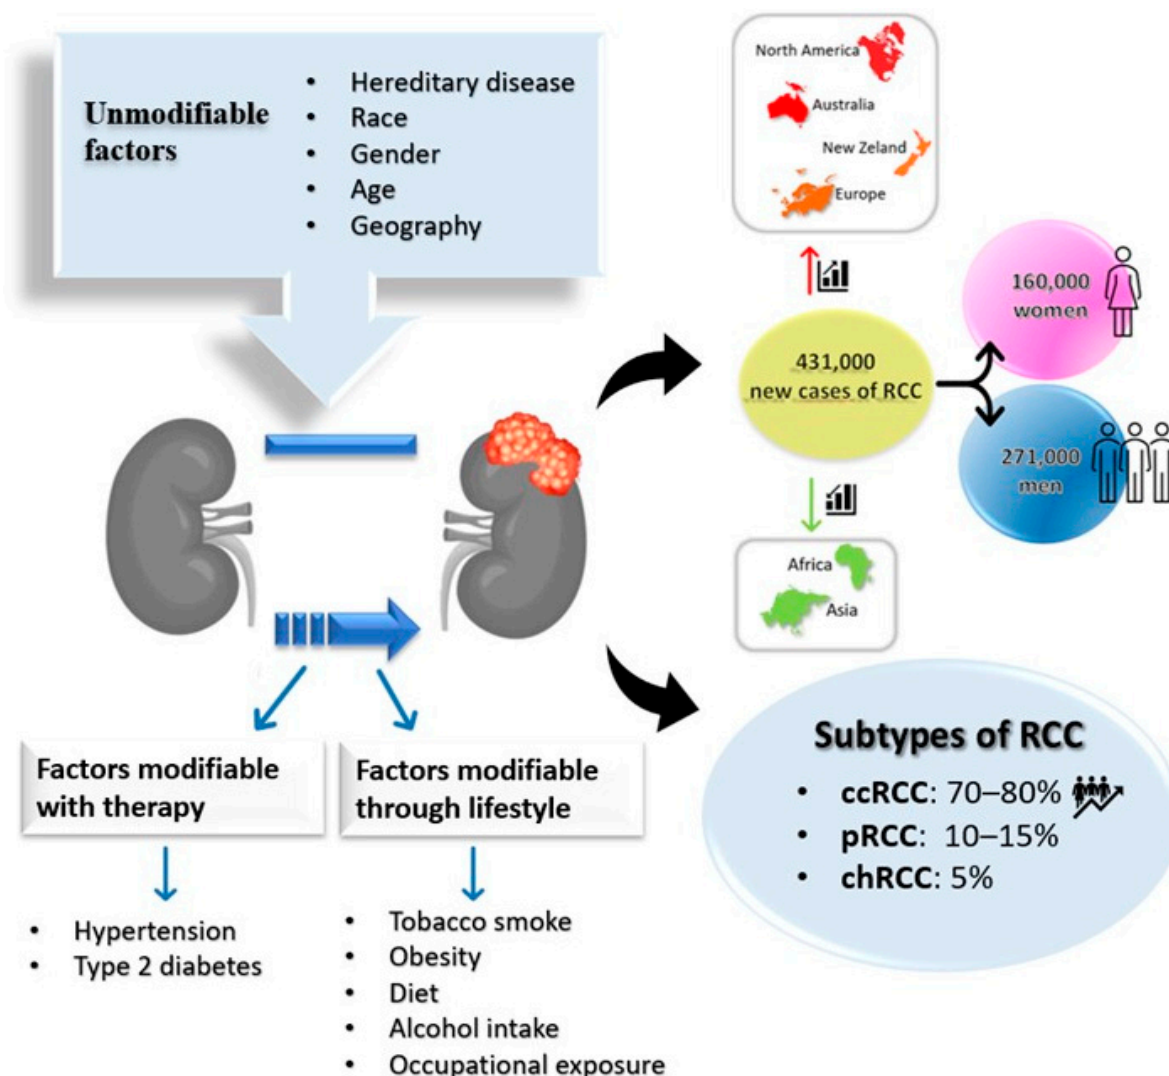 Unmodifiable
factors
• Hereditary disease
• Race
• Gender
• Age
• Geography
North America
Australia
New Zeland
Europe
431,000
new cases of RCC
160,000
women
271,000
men
Africa
Asia
Factors modifiable
with therapy
• Hypertension
• Type 2 diabetes
Factors modifiable
through lifestyle
• Tobacco smoke
• Obesity
• Diet
• Alcohol intake
• Occupational exposure
Subtypes of RCC
• ccRCC: 70–80%
• pRCC: 10–15%
• chRCC: 5%